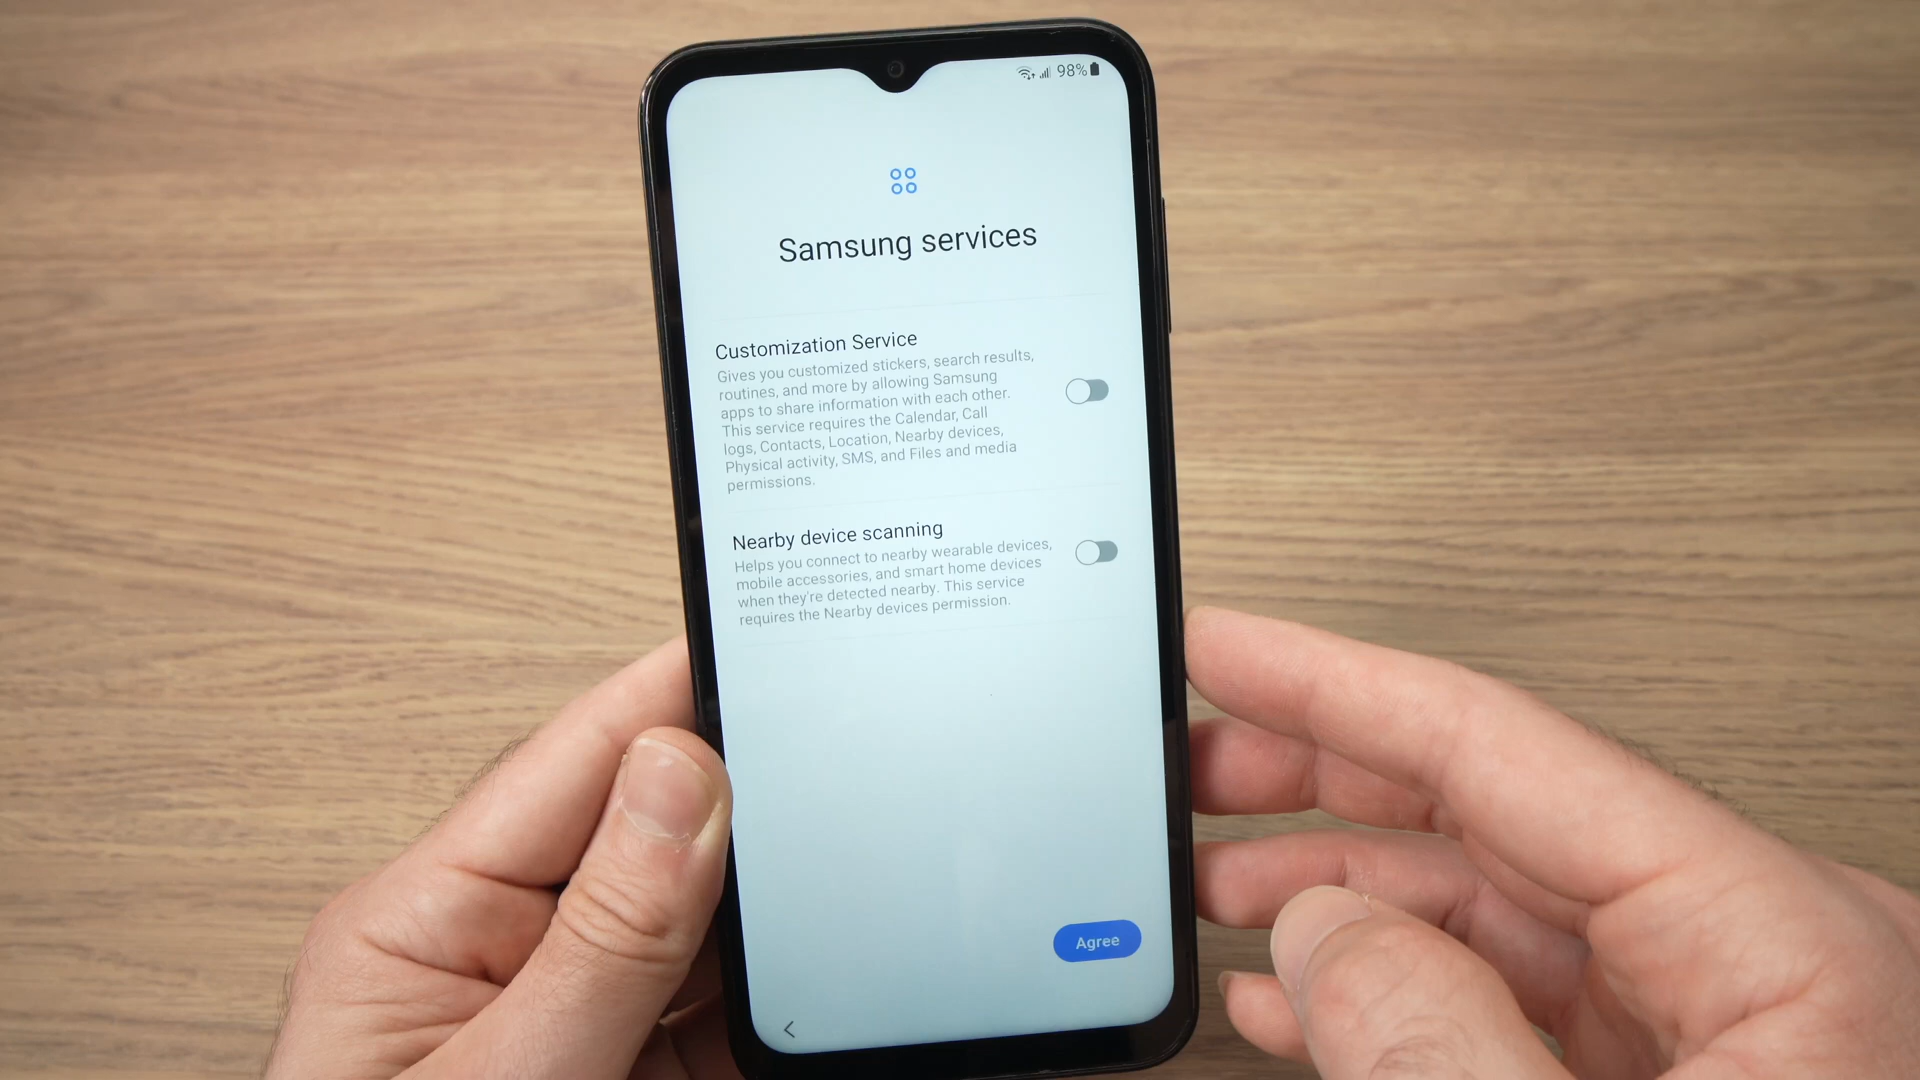 98%
Samsung services
Customization Service
Gives you customized stickers, search results,
routines, and more by allowing Samsung
apps to share information with each other.
This service requires the Calendar, Call
logs, Contacts, Location, Nearby devices,
Physical activity, SMS, and Files and media
permissions.
Nearby device scanning
Helps you connect to nearby wearable devices,
mobile accessories, and smart home devices
when they're detected nearby. This service
requires the Nearby devices permission.
Agree